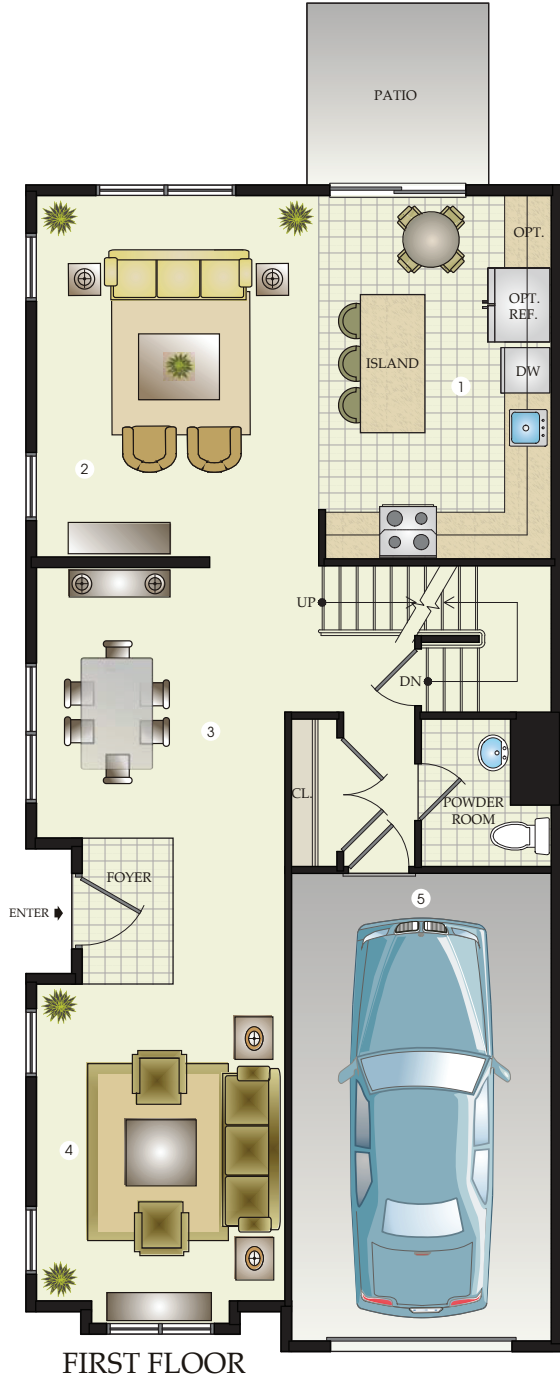 PATIO
OPT.
OPT.
REF.
ISLAND
DW
1
2
UP
DN
3
CL.
POWDER
ROOM
FOYER
ENTER
5
4
FIRST FLOOR